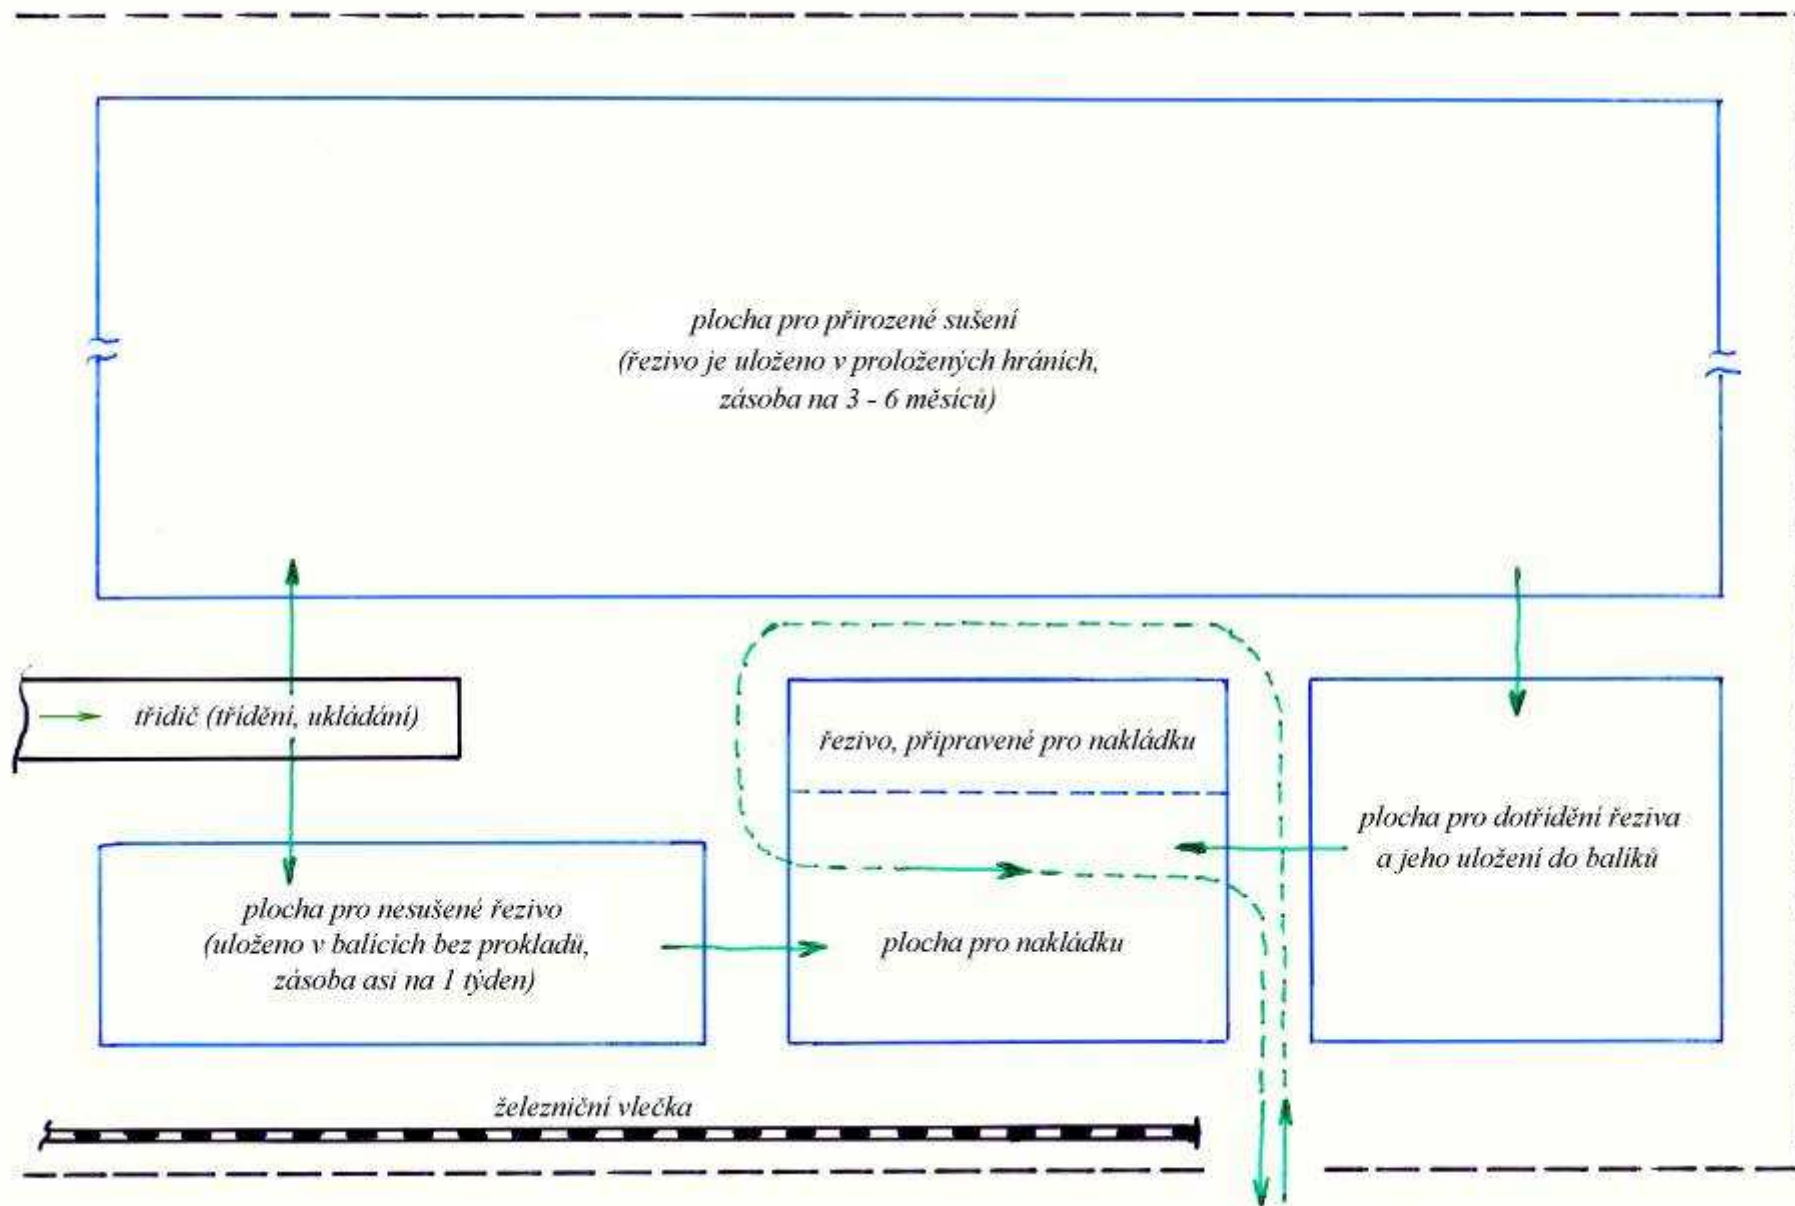 plocha pro přirozené sušení
(řezivo je uloženo v proložených hráních,
zásoba na 3 - 6 měsíců)
třidič (třídění, ukládání)
řezivo, připravené pro nakládku
plocha pro dotřídění řeziva
a jeho uložení do balíků
plocha pro nesušené řezivo
(uloženo v balících bez prokladů,
zásoba asi na 1 týden)
plocha pro nakládku
železniční vlečka